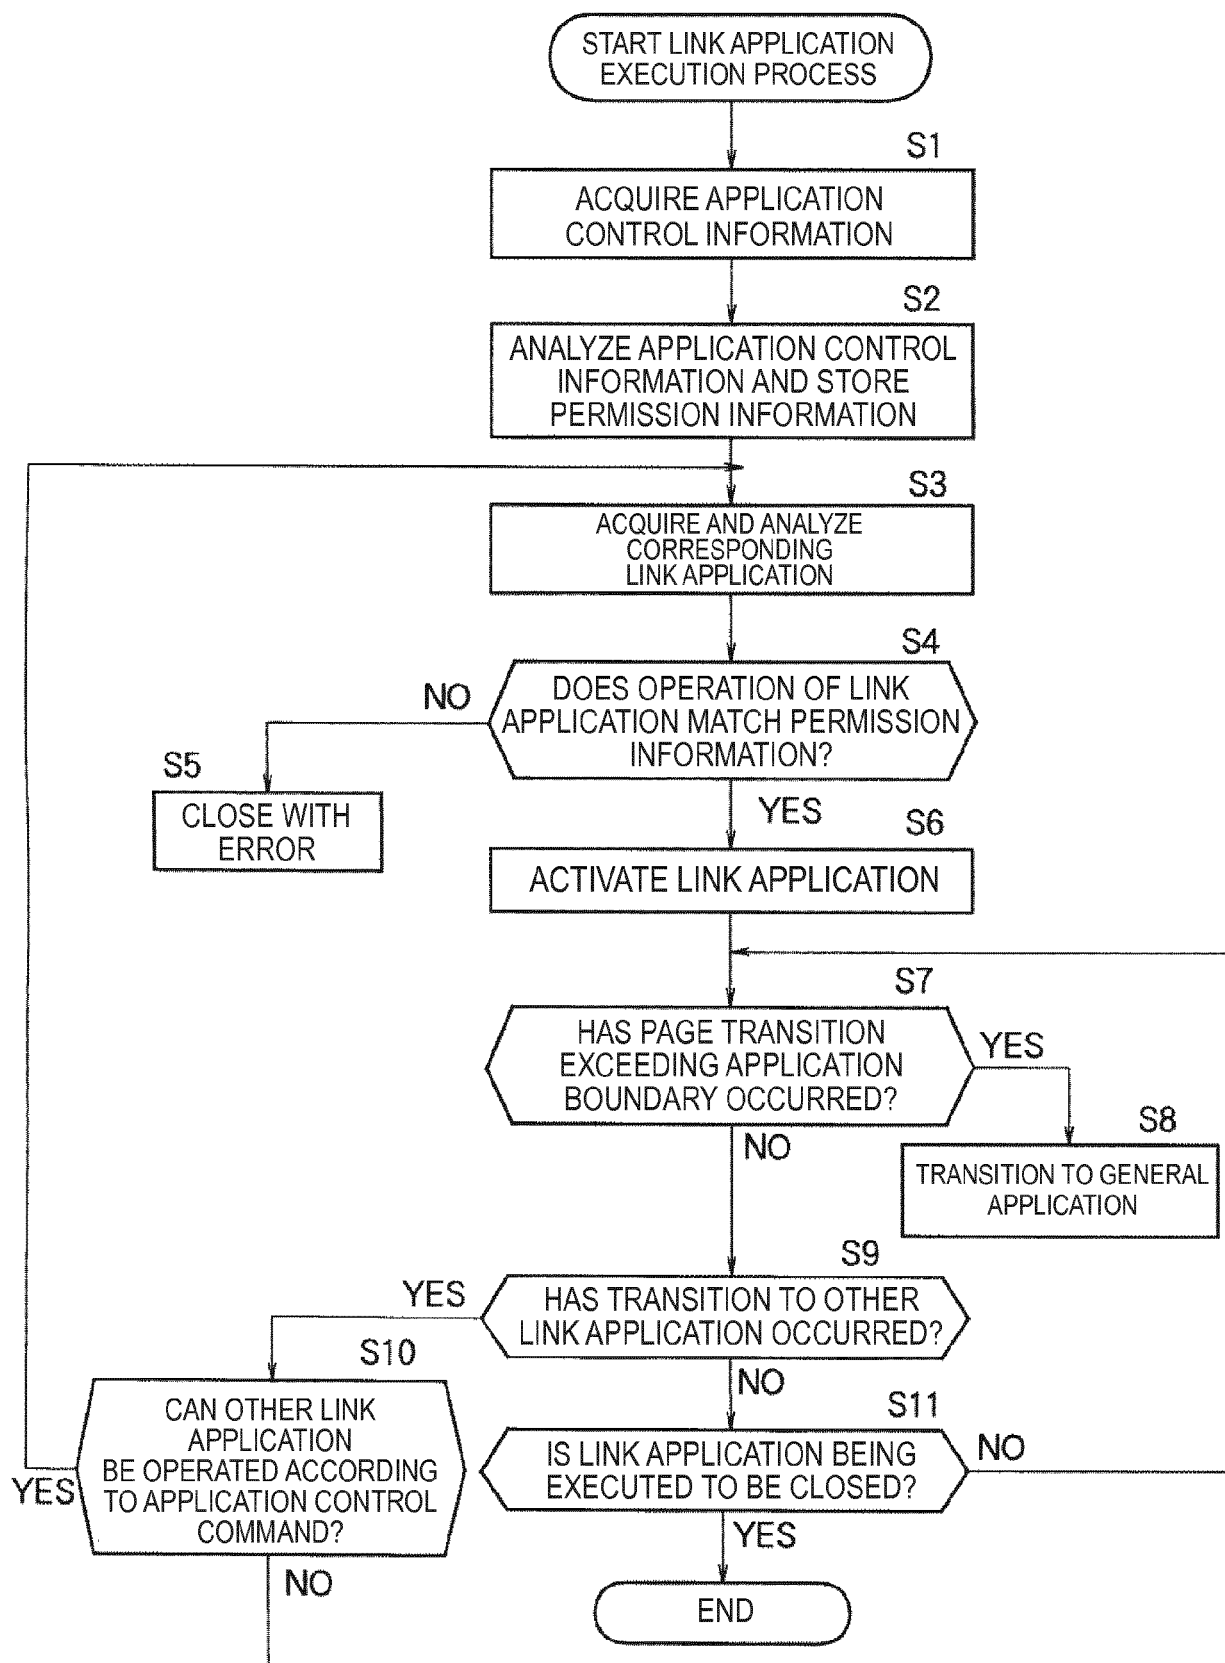 START LINK APPLICATION
EXECUTION PROCESS
S1
ACQUIRE APPLICATION
CONTROL INFORMATION
S2
ANALYZE APPLICATION CONTROL
INFORMATION AND STORE
PERMISSION INFORMATION
S3
ACQUIRE AND ANALYZE
CORRESPONDING
LINK APPLICATION
S4
DOES OPERATION OF LINK
APPLICATION MATCH PERMISSION
INFORMATION?
NO
S5
CLOSE WITH
ERROR
YES
S6
ACTIVATE LINK APPLICATION
S7
HAS PAGE TRANSITION
EXCEEDING APPLICATION
BOUNDARY OCCURRED?
YES
S8
TRANSITION TO GENERAL
APPLICATION
NO
S9
HAS TRANSITION TO OTHER
LINK APPLICATION OCCURRED?
YES
S10
CAN OTHER LINK
APPLICATION
BE OPERATED ACCORDING
TO APPLICATION CONTROL
COMMAND?
YES
NO
NO
S11
IS LINK APPLICATION BEING
EXECUTED TO BE CLOSED?
NO
YES
END